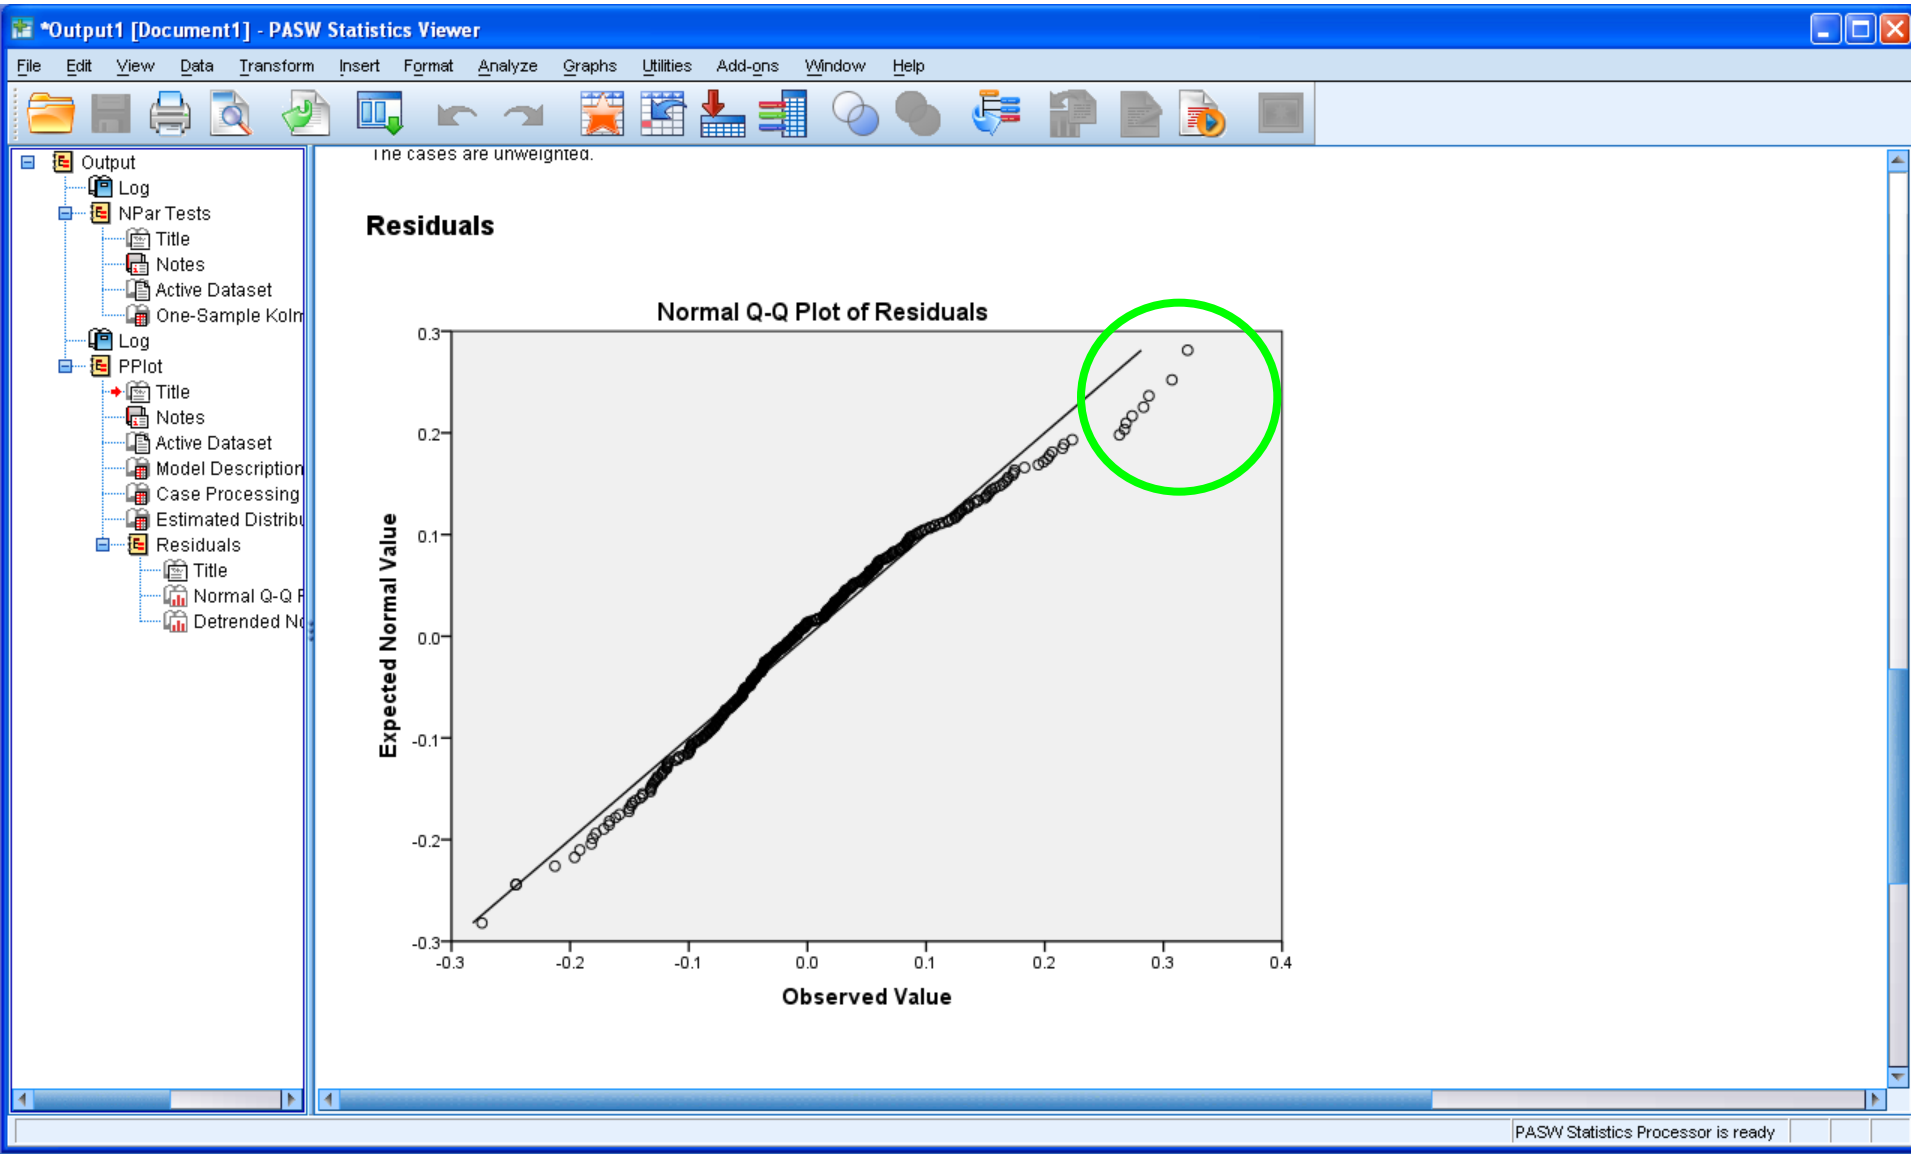 *Output1 [Document1] - PASW Statistics Viewer
File Edit View Data Transform Insert Format Analyze Graphs Utilities Add-ons Window Help
Output
Log
NPar Tests
Title
Notes
Active Dataset
One-Sample Kolm
Log
PPlot
Title
Notes
Active Dataset
Model Description
Case Processing
Estimated Distribu
Residuals
Title
Normal Q-Q P
Detrended No
The cases are unweighted.
Residuals
Normal Q-Q Plot of Residuals
Expected Normal Value
0.3
0.2
0.1
0.0
-0.1
-0.2
-0.3
-0.3 -0.2 -0.1 0.0 0.1 0.2 0.3 0.4
Observed Value
PASW Statistics Processor is ready